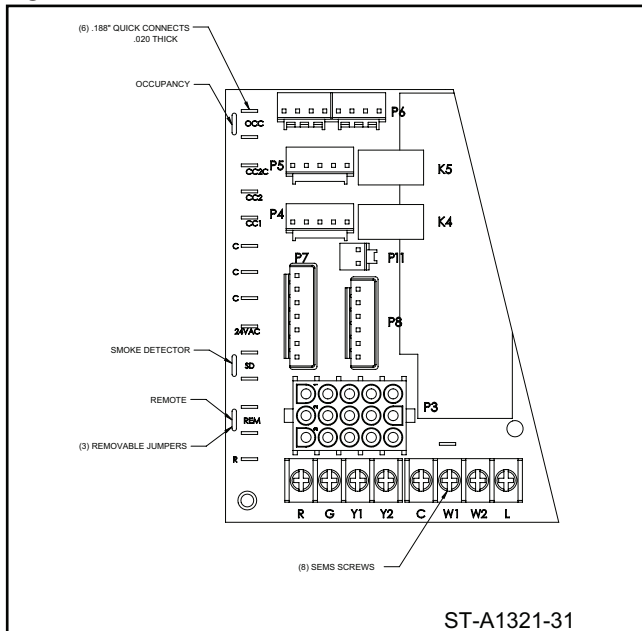 (6) .188" QUICK CONNECTS
.020 THICK
OCCUPANCY
OCC
P6
P5
K5
CC2C
CC2
P4
K4
CC1
C
P7
P11
C
C
P8
24VAC
SMOKE DETECTOR
SD
REMOTE
P3
REM
(3) REMOVABLE JUMPERS
R
R G Y1 Y2 C W1 W2 L
(8) SEMS SCREWS
ST-A1321-31